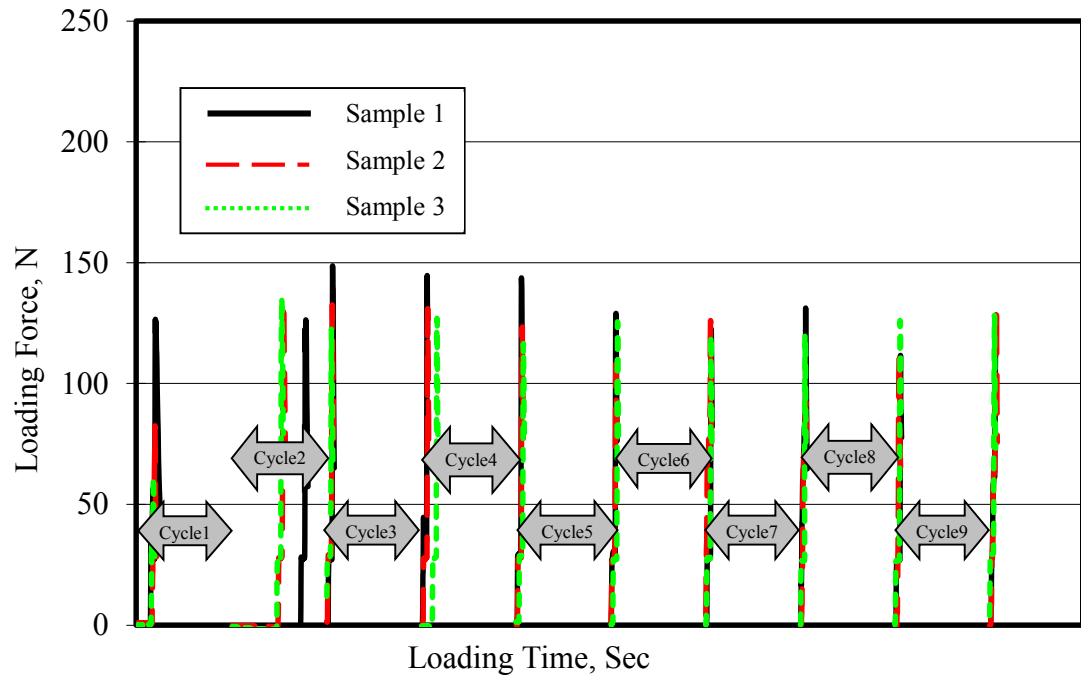 250
200
150
100
50
0
Loading Force, N
Sample 1
Sample 2
Sample 3
Cycle1
Cycle2
Cycle3
Cycle4
Cycle5
Cycle6
Cycle7
Cycle8
Cycle9
Loading Time, Sec